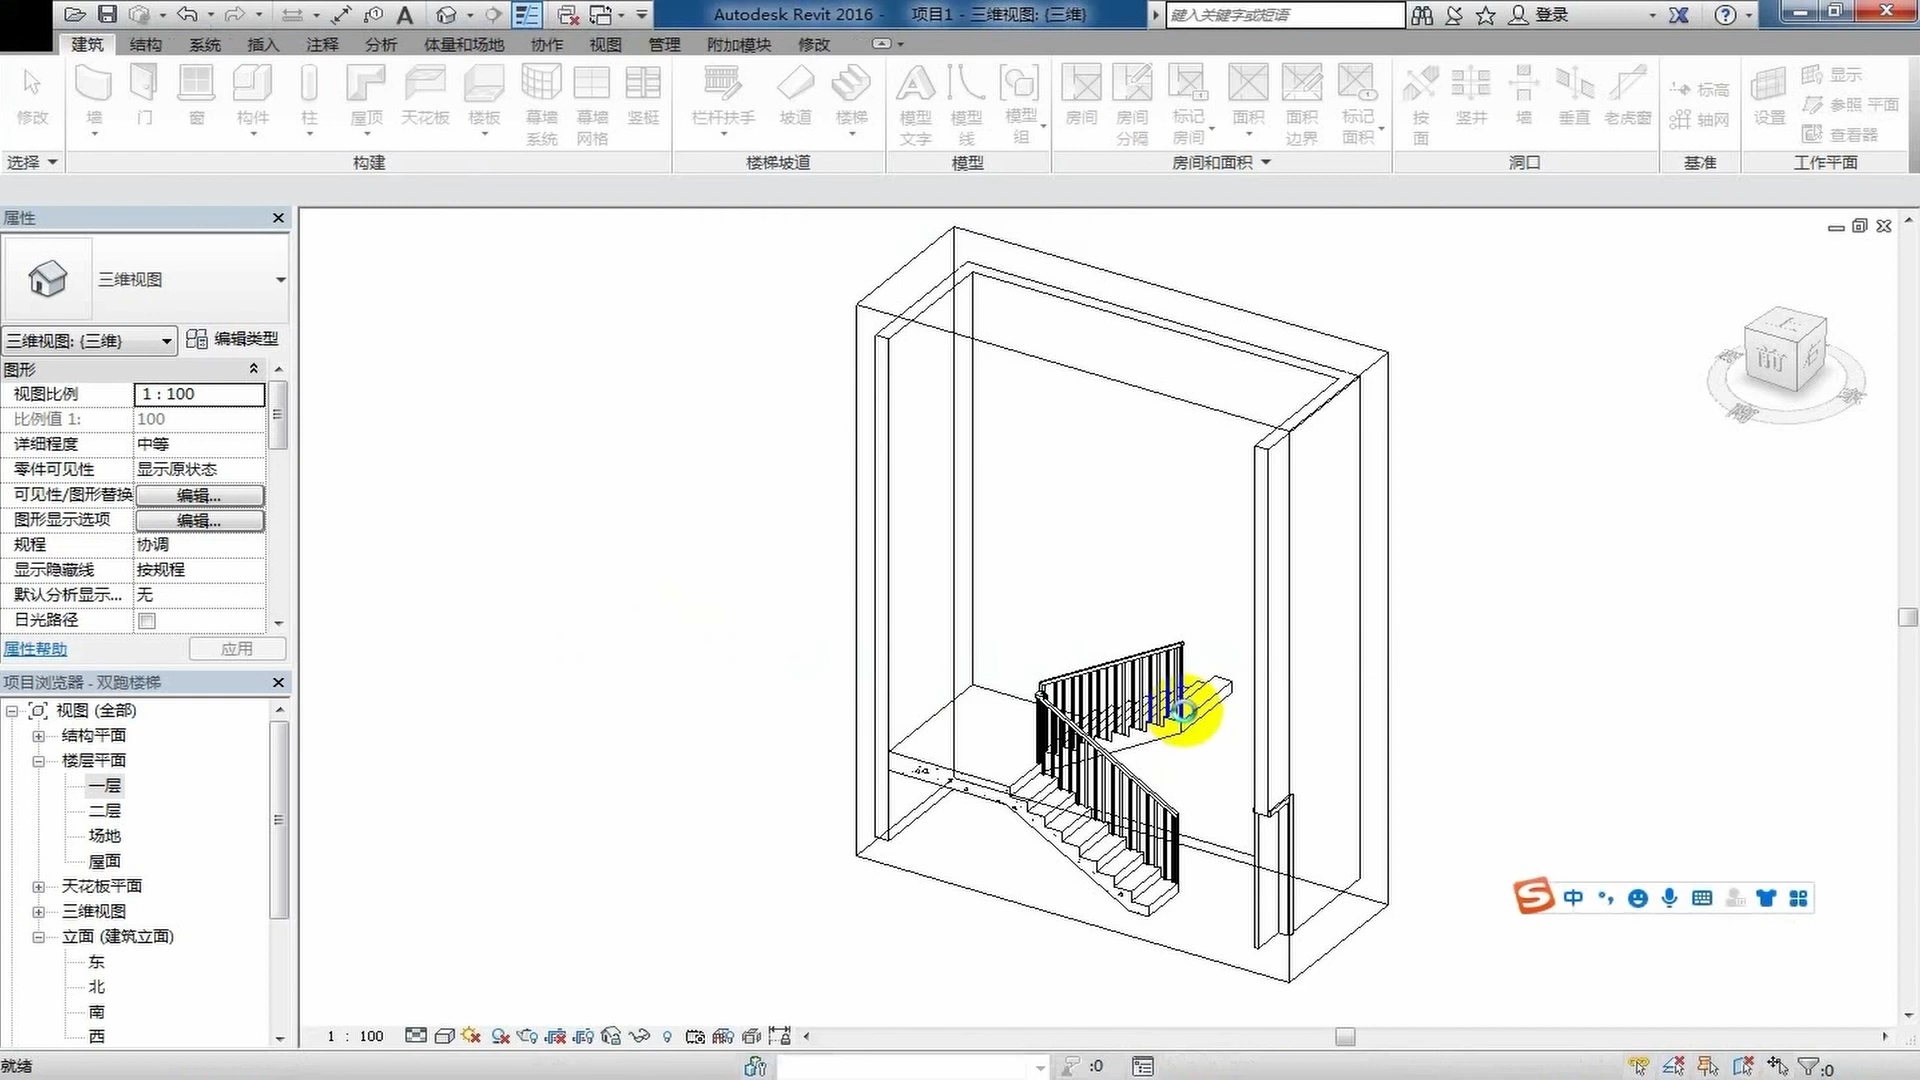 Autodesk Revit 2016 - 项目1 - 三维视图: {三维}
键入关键字或短语
登录
建筑 结构 系统 插入 注释 分析 体量和场地 协作 视图 管理 附加模块 修改
修改 墙 门 窗 构件 柱 屋顶 天花板 楼板 幕墙系统 幕墙网格 竖梃
栏杆扶手 坡道 楼梯
模型文字 模型线 模型组
房间 房间分隔 标记房间 面积 面积边界 标记面积
按面 竖井 墙 垂直 老虎窗
标高
轴网
设置
显示
参照 平面
查看器
选择 构建 楼梯坡道 模型 房间和面积 洞口 基准 工作平面
属性
三维视图
三维视图: {三维} 编辑类型
图形
视图比例 1 : 100
比例值 1: 100
详细程度 中等
零件可见性 显示原状态
可见性/图形替换 编辑...
图形显示选项 编辑...
规程 协调
显示隐藏线 按规程
默认分析显示... 无
日光路径
属性帮助 应用
项目浏览器 - 双跑楼梯
视图 (全部)
结构平面
楼层平面
一层
二层
场地
屋面
天花板平面
三维视图
立面 (建筑立面)
东
北
南
西
上
前
右
中
1 : 100
就绪
:0
:0